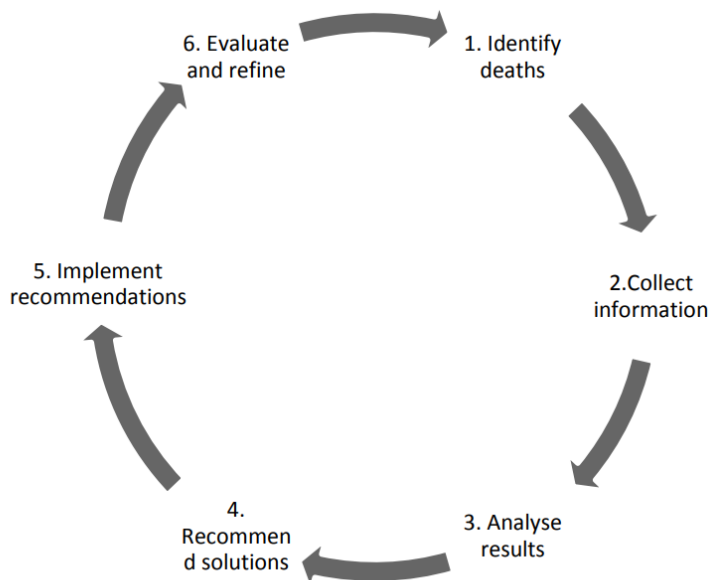 1. Identify
deaths
2.Collect
information
3. Analyse
results
4.
Recommen
d solutions
5. Implement
recommendations
6. Evaluate
and refine